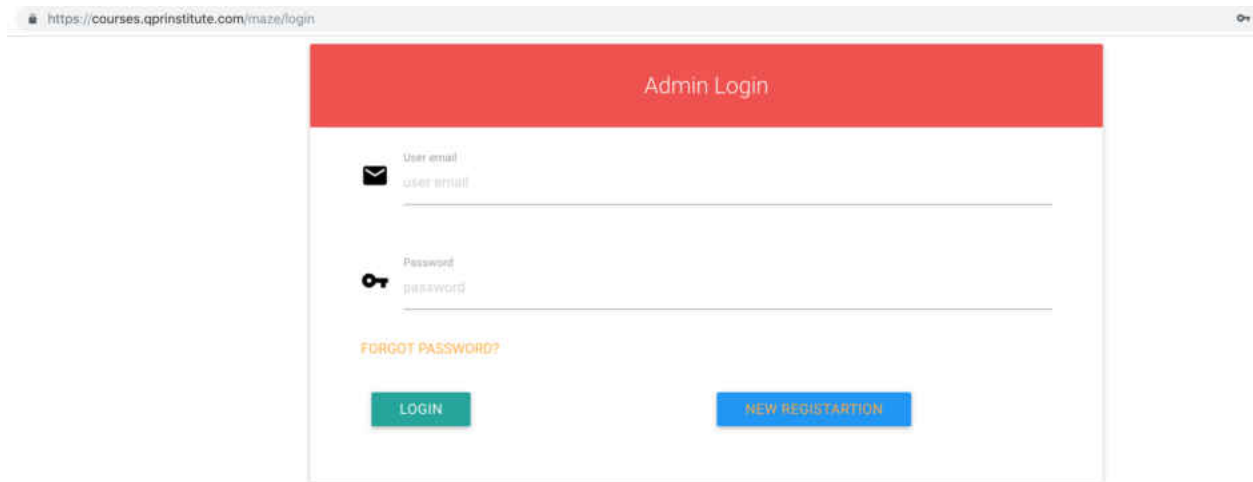 https://courses.qprinstitute.com/maze/login
Admin Login
User email
user email
Password
password
FORGOT PASSWORD?
LOGIN NEW REGISTARTION